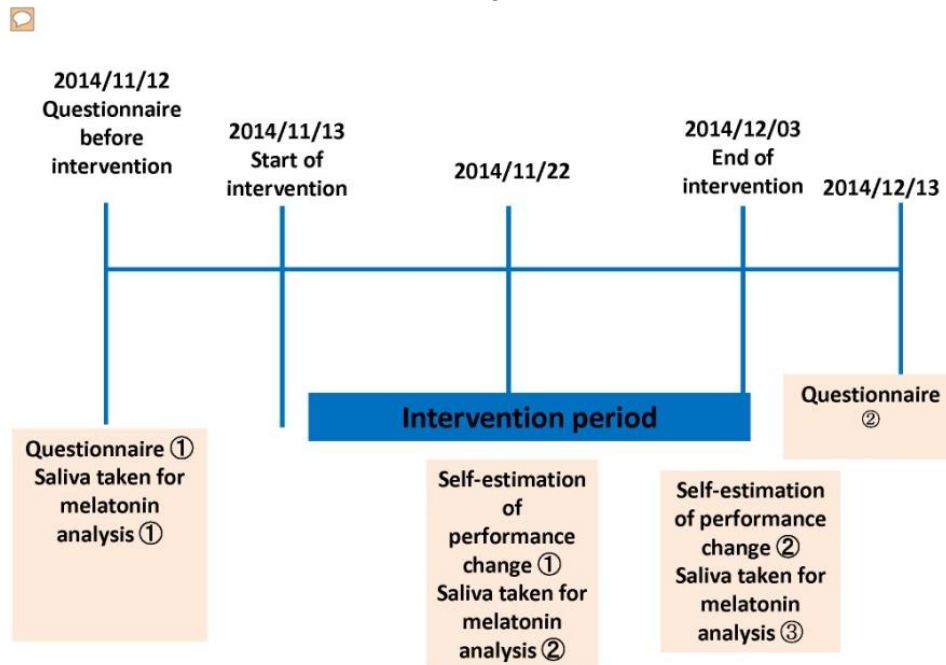 2014/11/12
Questionnaire
before
intervention
2014/11/13
Start of
intervention
2014/11/22
2014/12/03
End of
intervention
2014/12/13
Intervention period
Questionnaire ①
Saliva taken for
melatonin
analysis ①
Self-estimation
of
performance
change ①
Saliva taken for
melatonin
analysis ②
Self-estimation
of performance
change ②
Saliva taken for
melatonin
analysis ③
Questionnaire
②